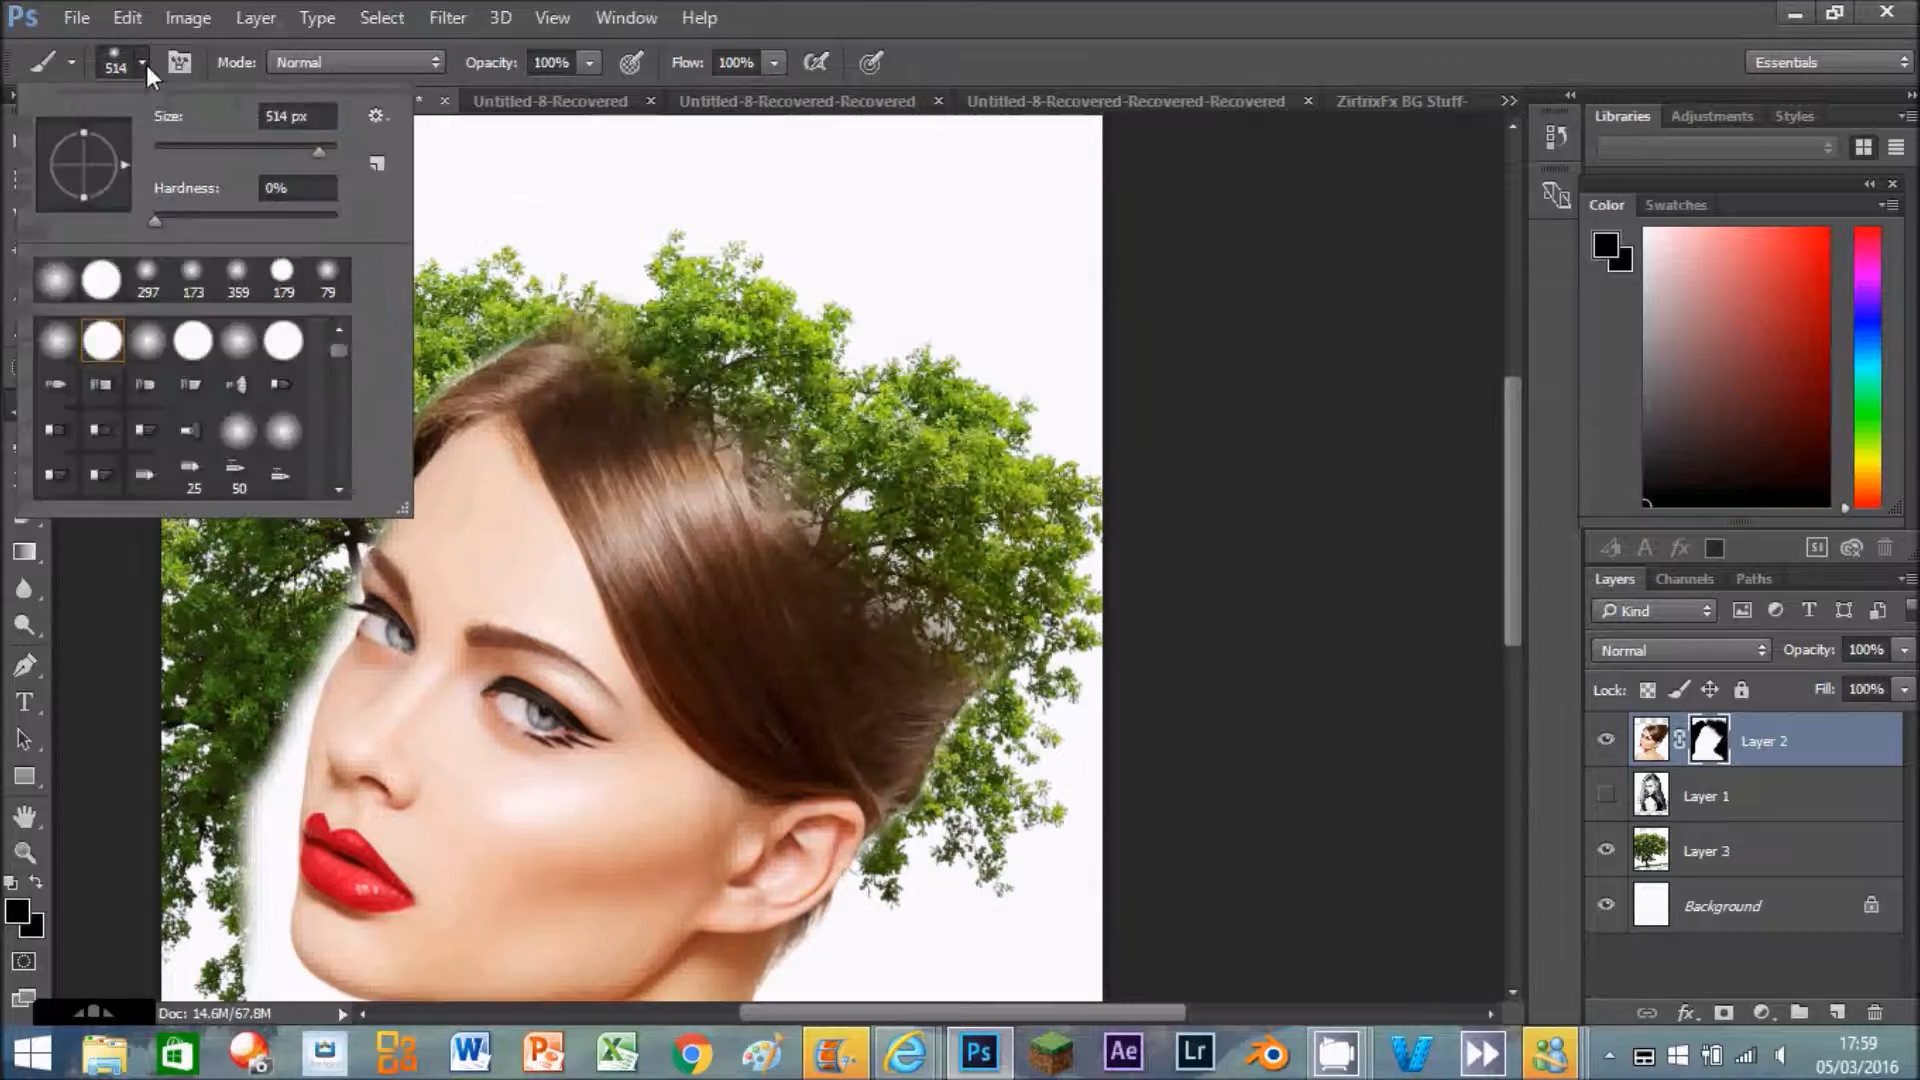 Ps File Edit Image Layer Type Select Filter 3D View Window Help
514 Mode: Normal Opacity: 100% Flow: 100% Essentials
* Untitled-8-Recovered Untitled-8-Recovered-Recovered Untitled-8-Recovered-Recovered-Recovered ZirtrixFx BG Stuff-
Size: 514 px
Hardness: 0%
297 173 359 179 79
25 50
Libraries Adjustments Styles
Color Swatches
Layers Channels Paths
Kind
Normal Opacity: 100%
Lock: Fill: 100%
Layer 2
Layer 1
Layer 3
Background
Doc: 14.6M/67.8M
Ps Ae Lr
17:59
05/03/2016